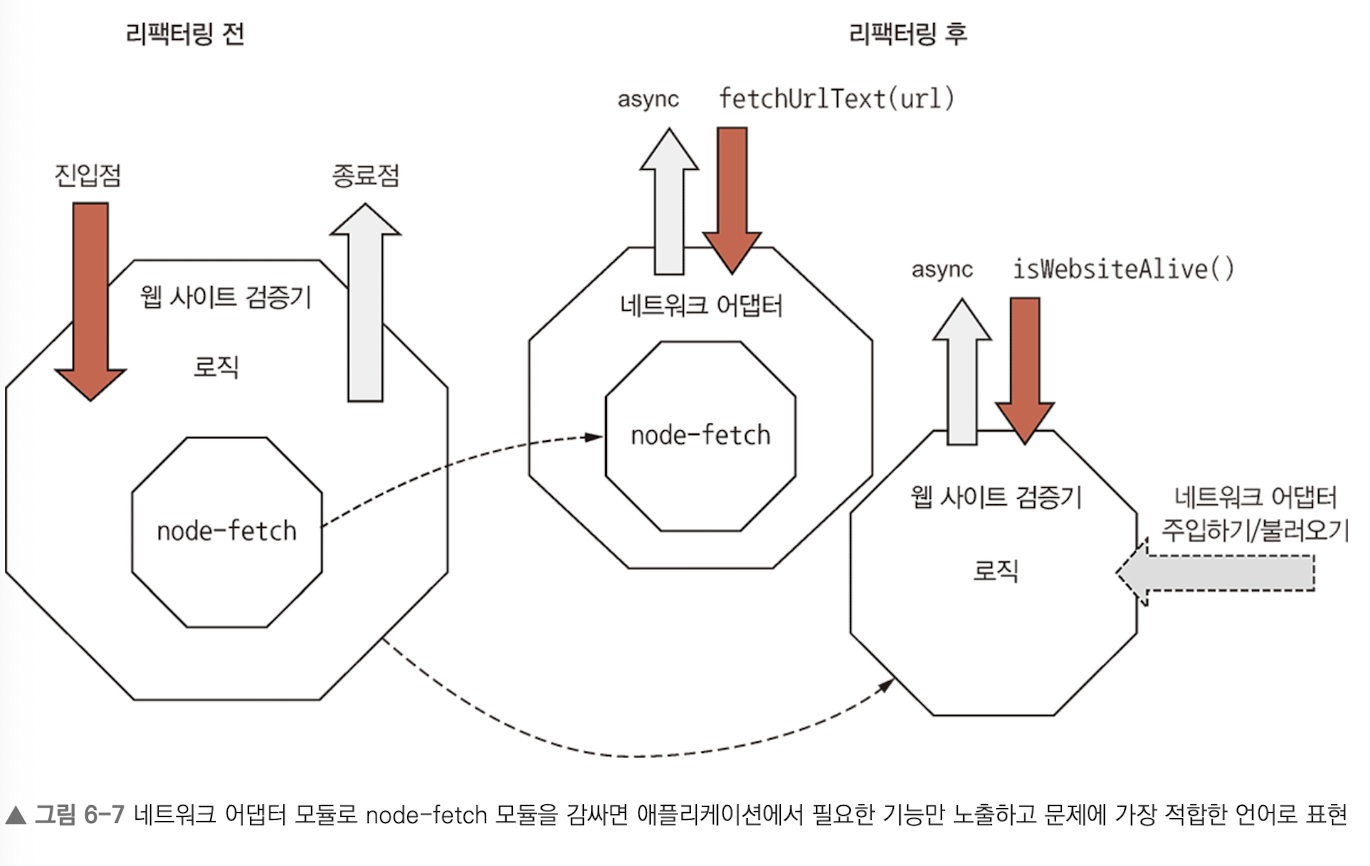 리팩터링 전
리팩터링 후
진입점
종료점
웹 사이트 검증기
로직
node-fetch
async
fetchUrlText(url)
네트워크 어댑터
node-fetch
async
isWebsiteAlive()
웹 사이트 검증기
로직
네트워크 어댑터
주입하기/불러오기
▲ 그림 6-7 네트워크 어댑터 모듈로 node-fetch 모듈을 감싸면 애플리케이션에서 필요한 기능만 노출하고 문제에 가장 적합한 언어로 표현